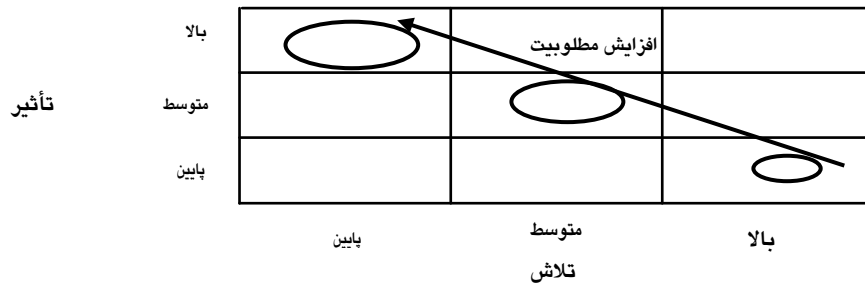 بالا
افزایش مطلوبیت
تأثیر
متوسط
پایین
پایین
متوسط
بالا
تلاش